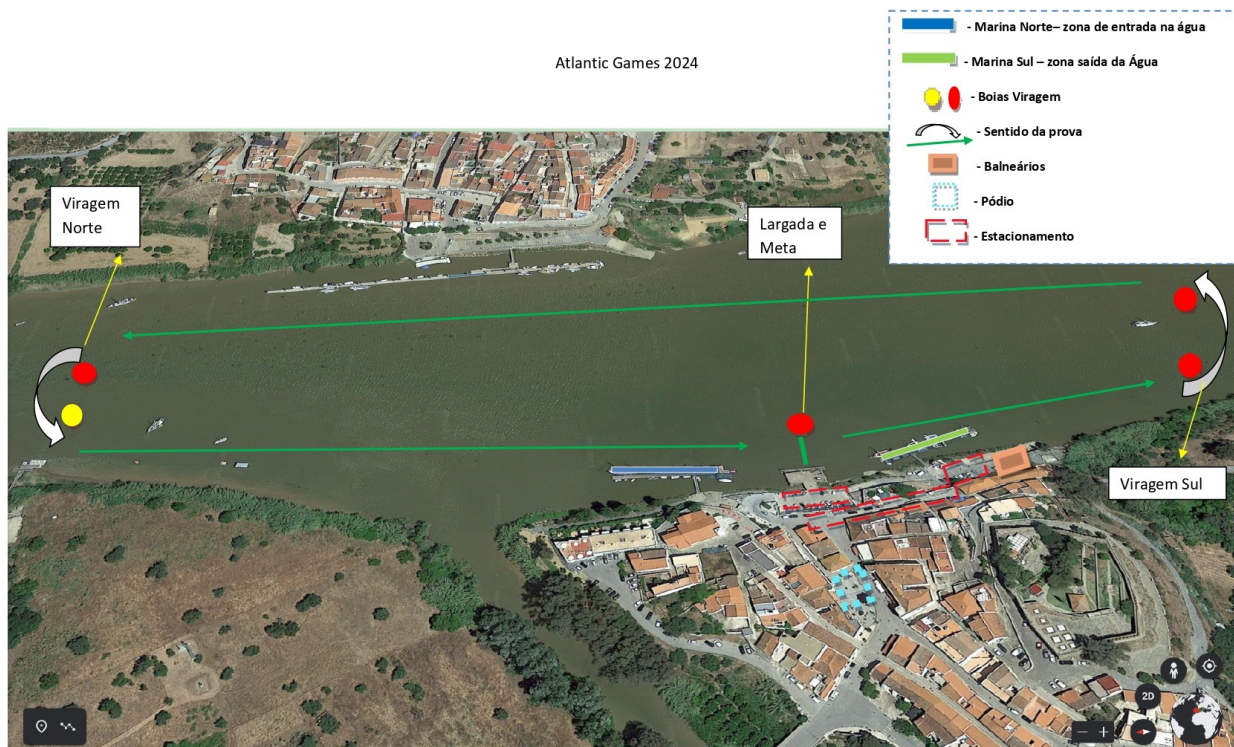 Atlantic Games 2024
- Marina Norte– zona de entrada na água
- Marina Sul – zona saída da Água
- Boias Viragem
- Sentido da prova
- Balneários
- Pódio
- Estacionamento
Viragem
Norte
Largada e
Meta
Viragem Sul
2D